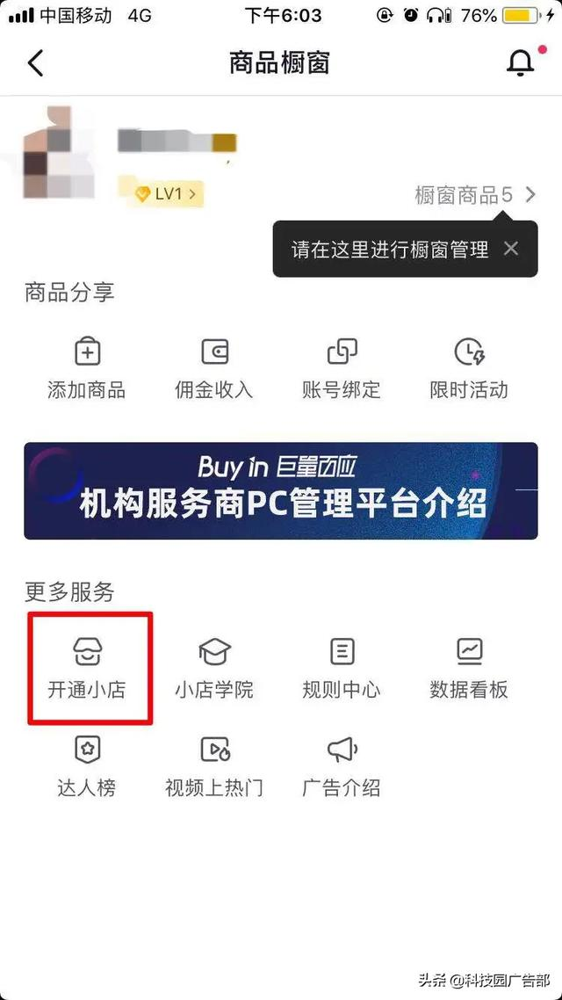 中国移动 4G 下午6:03 76%
商品橱窗
LV1
橱窗商品5
请在这里进行橱窗管理
商品分享
添加商品 佣金收入 账号绑定 限时活动
Buy in 巨量百应
机构服务商PC管理平台介绍
更多服务
开通小店 小店学院 规则中心 数据看板
达人榜 视频上热门 广告介绍
头条 @科技园广告部